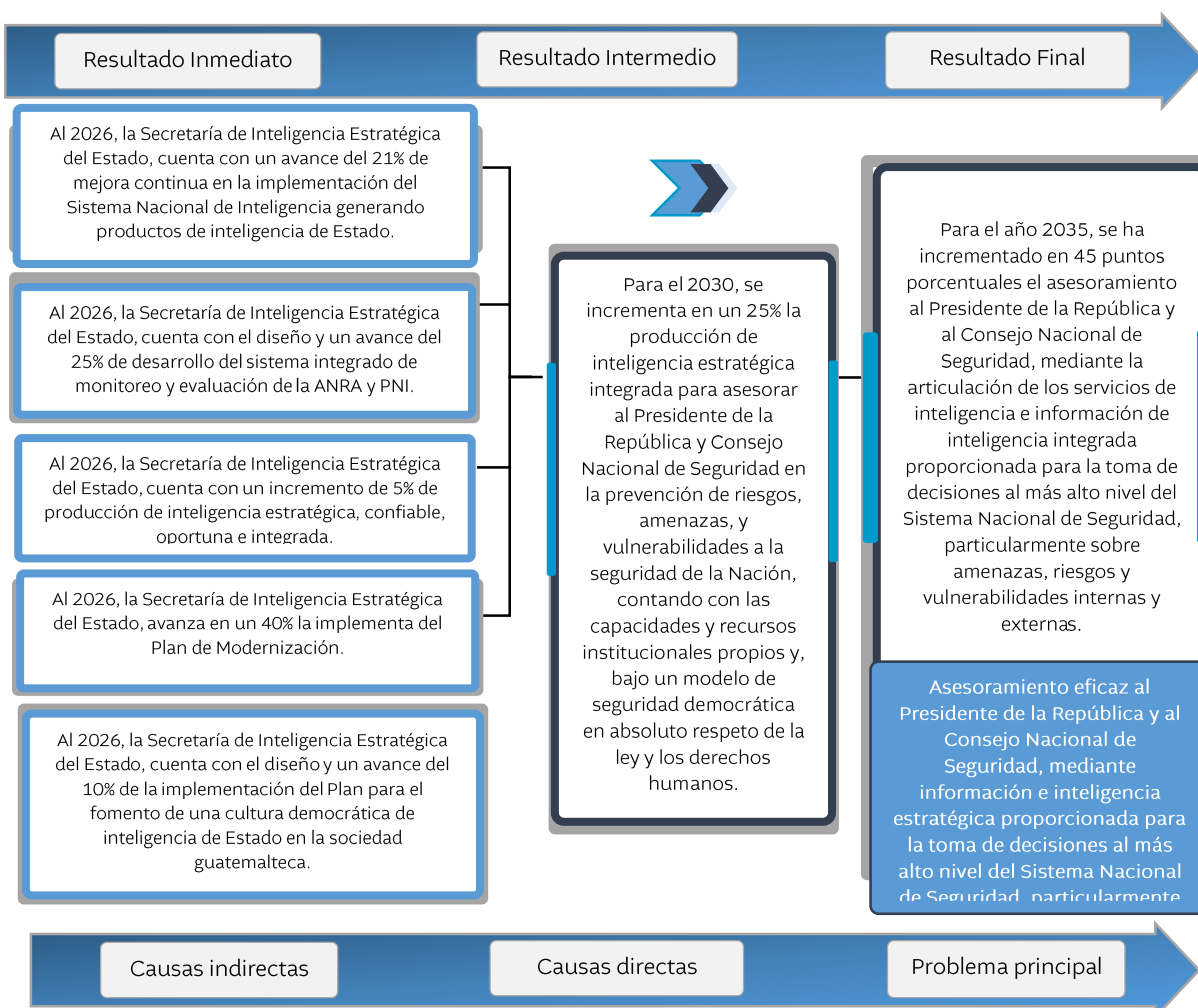 Resultado Inmediato
Resultado Intermedio
Resultado Final
Al 2026, la Secretaría de Inteligencia Estratégica
del Estado, cuenta con un avance del 21% de
mejora continua en la implementación del
Sistema Nacional de Inteligencia generando
productos de inteligencia de Estado.
Al 2026, la Secretaría de Inteligencia Estratégica
del Estado, cuenta con el diseño y un avance del
25% de desarrollo del sistema integrado de
monitoreo y evaluación de la ANRA y PNI.
Al 2026, la Secretaría de Inteligencia Estratégica
del Estado, cuenta con un incremento de 5% de
producción de inteligencia estratégica, confiable,
oportuna e integrada.
Al 2026, la Secretaría de Inteligencia Estratégica
del Estado, avanza en un 40% la implementa del
Plan de Modernización.
Al 2026, la Secretaría de Inteligencia Estratégica
del Estado, cuenta con el diseño y un avance del
10% de la implementación del Plan para el
fomento de una cultura democrática de
inteligencia de Estado en la sociedad
guatemalteca.
Para el 2030, se
incrementa en un 25% la
producción de
inteligencia estratégica
integrada para asesorar
al Presidente de la
República y Consejo
Nacional de Seguridad en
la prevención de riesgos,
amenazas, y
vulnerabilidades a la
seguridad de la Nación,
contando con las
capacidades y recursos
institucionales propios y,
bajo un modelo de
seguridad democrática
en absoluto respeto de la
ley y los derechos
humanos.
Para el año 2035, se ha
incrementado en 45 puntos
porcentuales el asesoramiento
al Presidente de la República y
al Consejo Nacional de
Seguridad, mediante la
articulación de los servicios de
inteligencia e información de
inteligencia integrada
proporcionada para la toma de
decisiones al más alto nivel del
Sistema Nacional de Seguridad,
particularmente sobre
amenazas, riesgos y
vulnerabilidades internas y
externas.
Asesoramiento eficaz al
Presidente de la República y al
Consejo Nacional de
Seguridad, mediante
información e inteligencia
estratégica proporcionada para
la toma de decisiones al más
alto nivel del Sistema Nacional
de Seguridad, particularmente
Causas indirectas
Causas directas
Problema principal